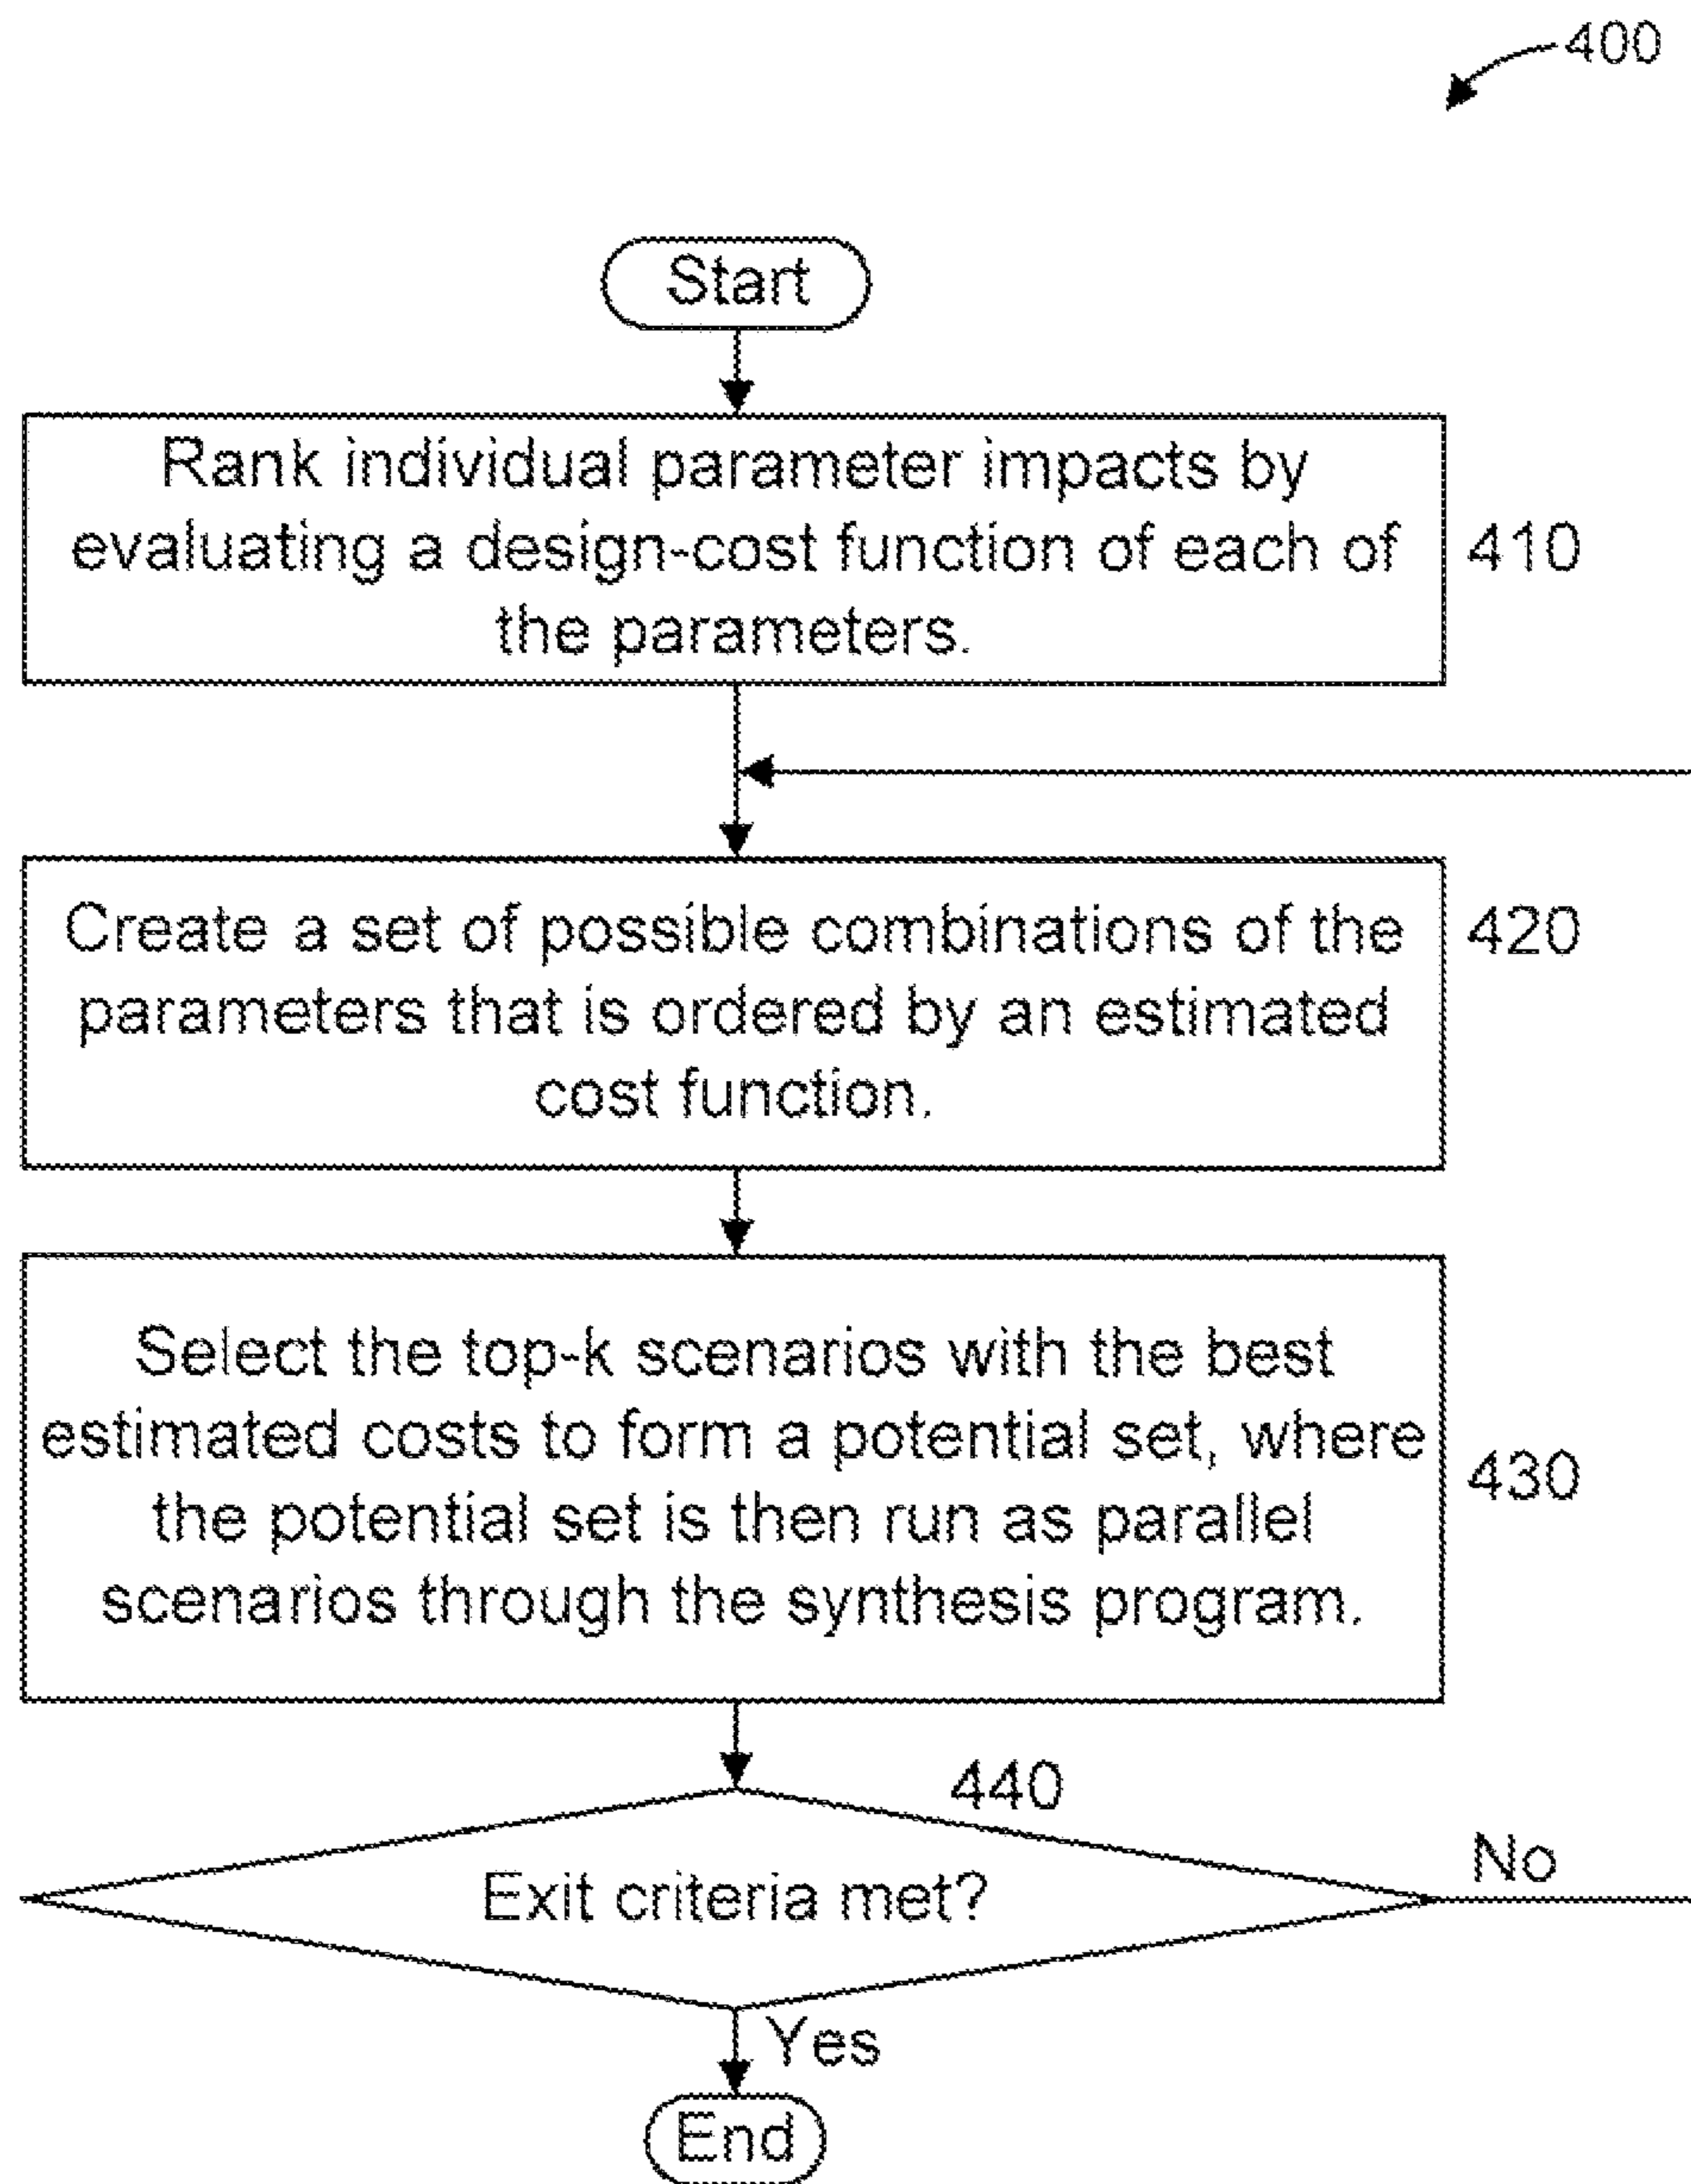 400
Start
Rank individual parameter impacts by
evaluating a design-cost function of each of
the parameters.
410
Create a set of possible combinations of the
parameters that is ordered by an estimated
cost function.
420
Select the top-k scenarios with the best
estimated costs to form a potential set, where
the potential set is then run as parallel
scenarios through the synthesis program.
430
440
Exit criteria met?
No
Yes
End